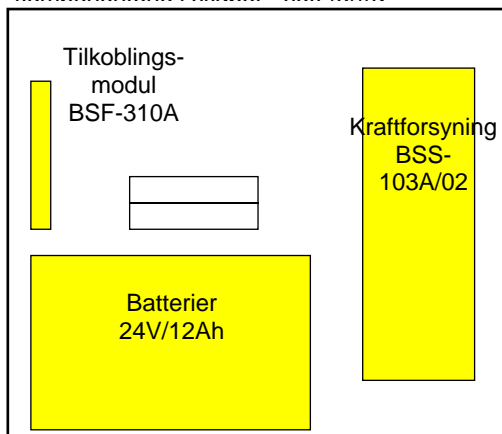 Tilkoblings-
modul
BSF-310A
Kraftforsyning
BSS-
103A/02
Batterier
24V/12Ah